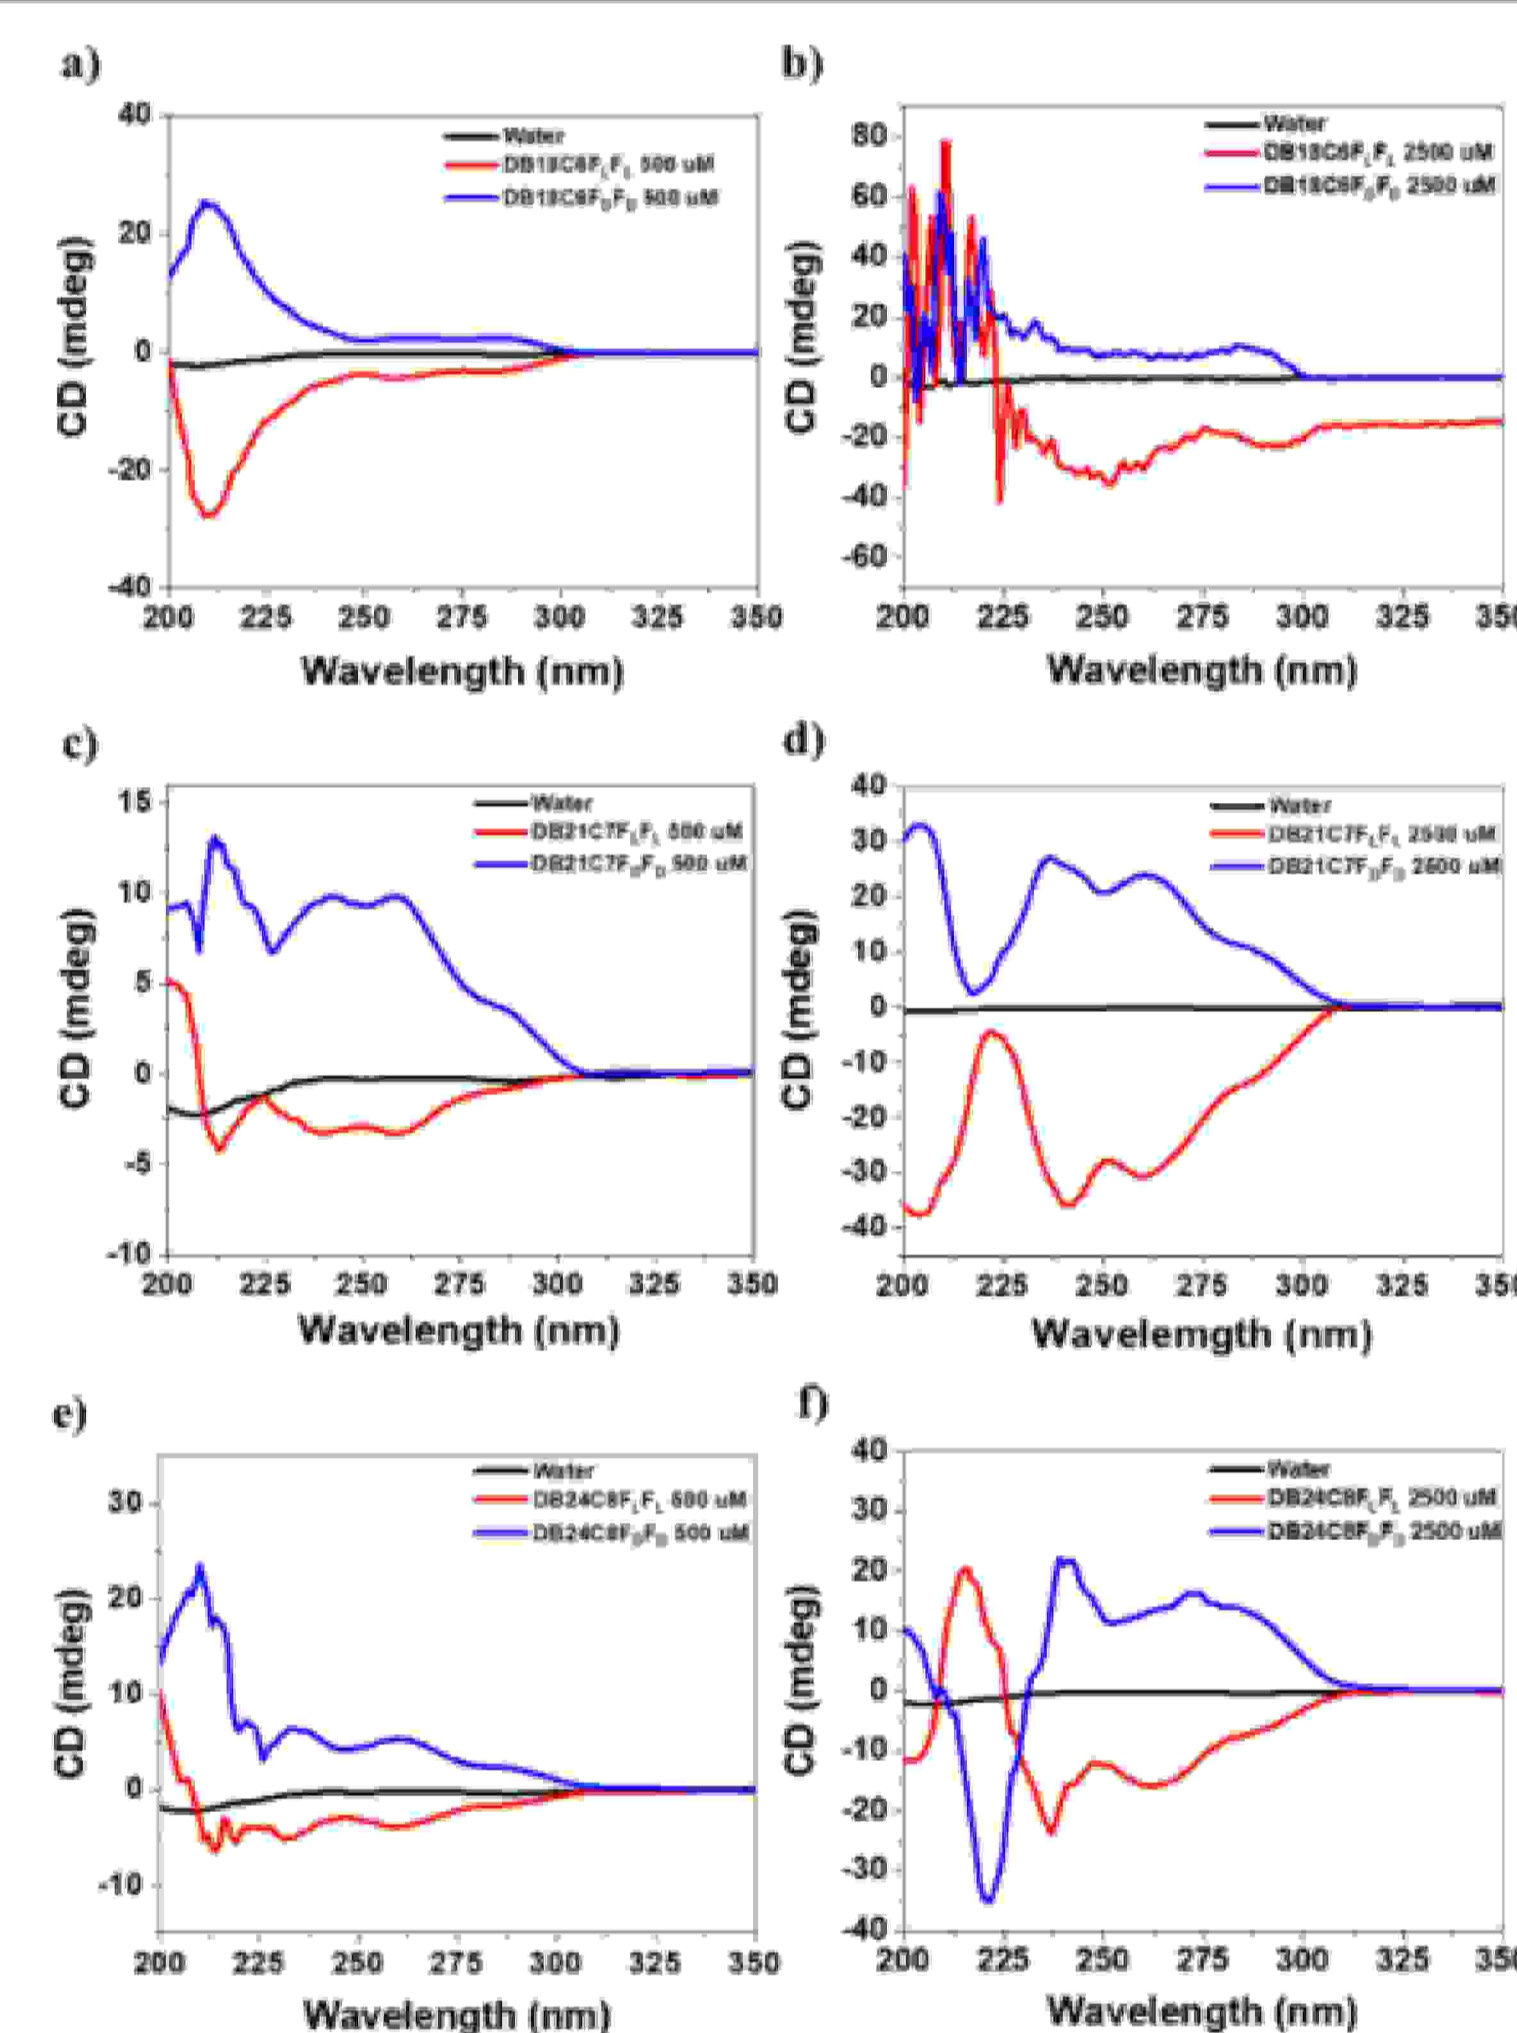 a)
40
20
0
-20
-40
200 225 250 275 300 325 350
CD (mdeg)
Wavelength (nm)
Water
DB18C6FLFL 500 uM
DB18C6FDFD 500 uM
b)
80
60
40
20
0
-20
-40
-60
200 225 250 275 300 325 350
CD (mdeg)
Wavelength (nm)
Water
DB18C6FLFL 2500 uM
DB18C6FDFD 2500 uM
c)
15
10
5
0
-5
-10
200 225 250 275 300 325 350
CD (mdeg)
Wavelength (nm)
Water
DB21C7FLFL 500 uM
DB21C7FDFD 500 uM
d)
40
30
20
10
0
-10
-20
-30
-40
200 225 250 275 300 325 350
CD (mdeg)
Wavelemgth (nm)
Water
DB21C7FLFL 2500 uM
DB21C7FDFD 2500 uM
e)
30
20
10
0
-10
200 225 250 275 300 325 350
CD (mdeg)
Wavelength (nm)
Water
DB24C8FLFL 500 uM
DB24C8FDFD 500 uM
f)
40
30
20
10
0
-10
-20
-30
-40
200 225 250 275 300 325 350
CD (mdeg)
Wavelength (nm)
Water
DB24C8FLFL 2500 uM
DB24C8FDFD 2500 uM